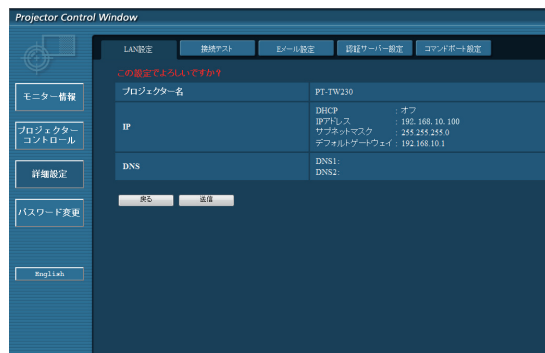 Projector Control Window
LAN設定 接続テスト Eメール設定 認証サーバー設定 コマンドポート設定
この設定でよろしいですか?
モニター情報
プロジェクター
コントロール
詳細設定
パスワード変更
English
プロジェクター名 PT-TW230
IP
DHCP : オフ
IPアドレス : 192. 168. 10. 100
サブネットマスク : 255.255.255.0
デフォルトゲートウェイ : 192.168.10.1
DNS
DNS1:
DNS2:
戻る 送信